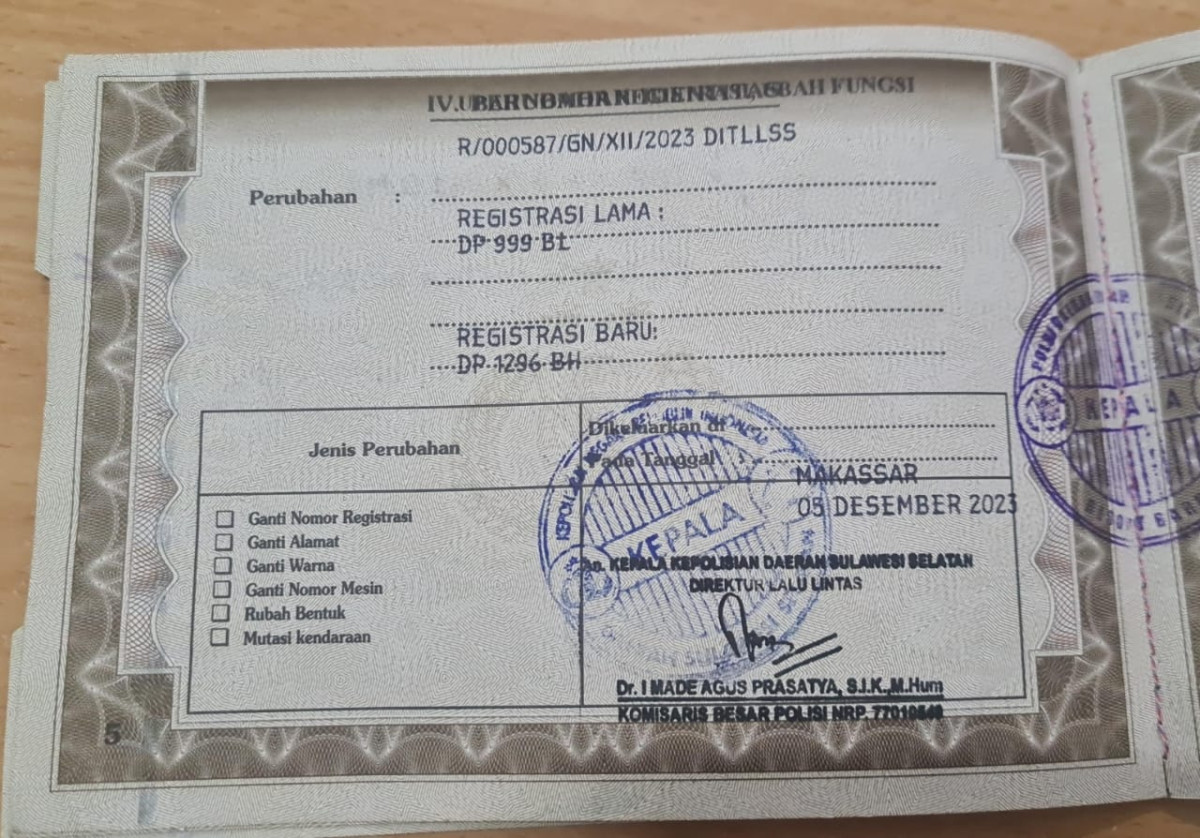 R/000587/GN/XII/2023 DITLLSS
Perubahan :
REGISTRASI LAMA :
DP 999 BL
REGISTRASI BARU:
DP 1296 BH
Jenis Perubahan
Dikeluarkan di :
Pada Tanggal :
MAKASSAR
05 DESEMBER 2023
Ganti Nomor Registrasi
Ganti Alamat
Ganti Warna
Ganti Nomor Mesin
Rubah Bentuk
Mutasi kendaraan
KEPALA
An. KEPALA KEPOLISIAN DAERAH SULAWESI SELATAN
DIREKTUR LALU LINTAS
Dr. I MADE AGUS PRASATYA, S.I.K.,M.Hum
KOMISARIS BESAR POLISI NRP.
5
KEPALA